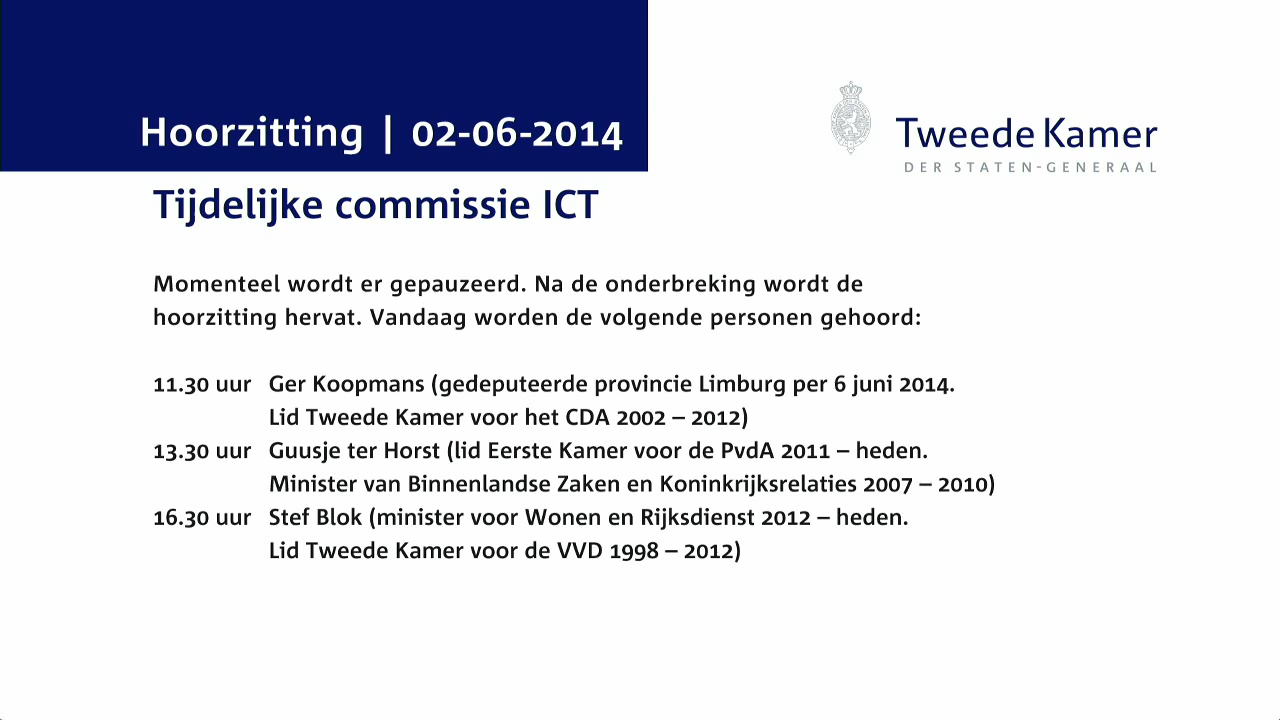 Hoorzitting | 02-06-2014
Tweede Kamer
DER STATEN-GENERAAL
Tijdelijke commissie ICT
Momenteel wordt er gepauzeerd. Na de onderbreking wordt de
hoorzitting hervat. Vandaag worden de volgende personen gehoord:
11.30 uur Ger Koopmans (gedeputeerde provincie Limburg per 6 juni 2014.
Lid Tweede Kamer voor het CDA 2002 – 2012)
13.30 uur Guusje ter Horst (lid Eerste Kamer voor de PvdA 2011 – heden.
Minister van Binnenlandse Zaken en Koninkrijksrelaties 2007 – 2010)
16.30 uur Stef Blok (minister voor Wonen en Rijksdienst 2012 – heden.
Lid Tweede Kamer voor de VVD 1998 – 2012)